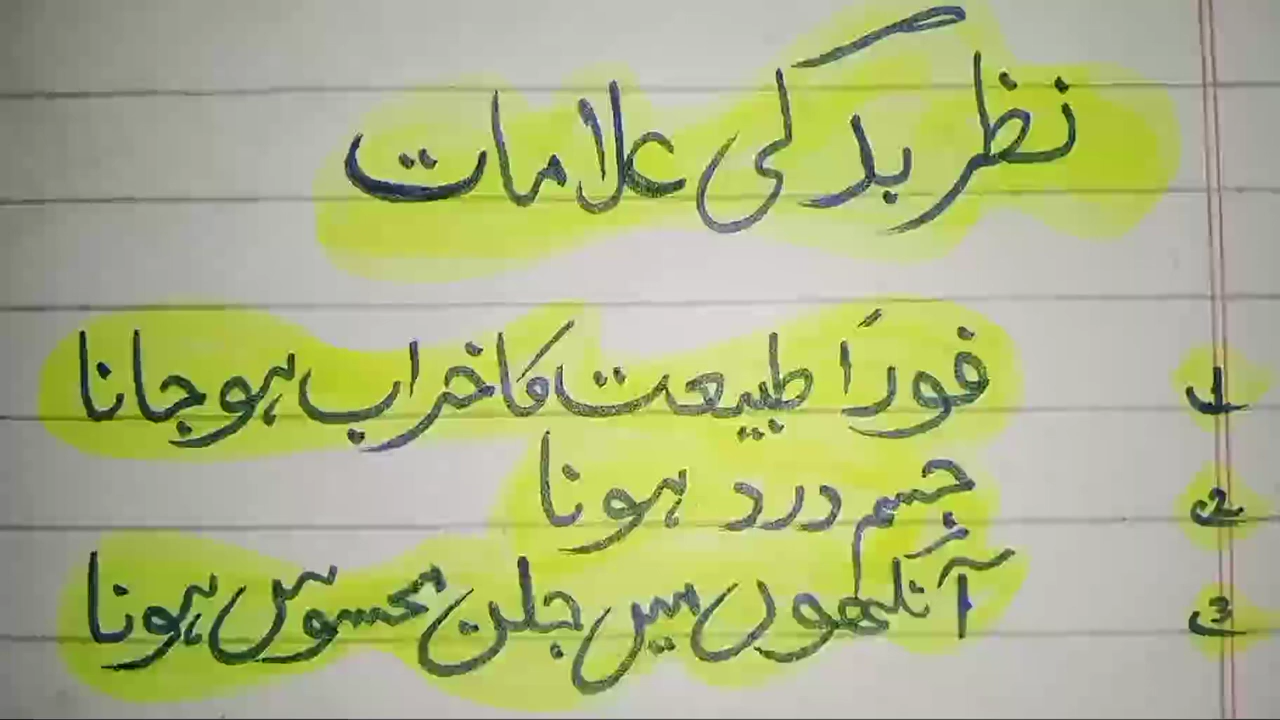 نظر بد کی علامات
1 فوراََ طبیعت کا خراب ہو جانا
2 جسم درد ہونا
3 آنکھوں میں جلن محسوس ہونا